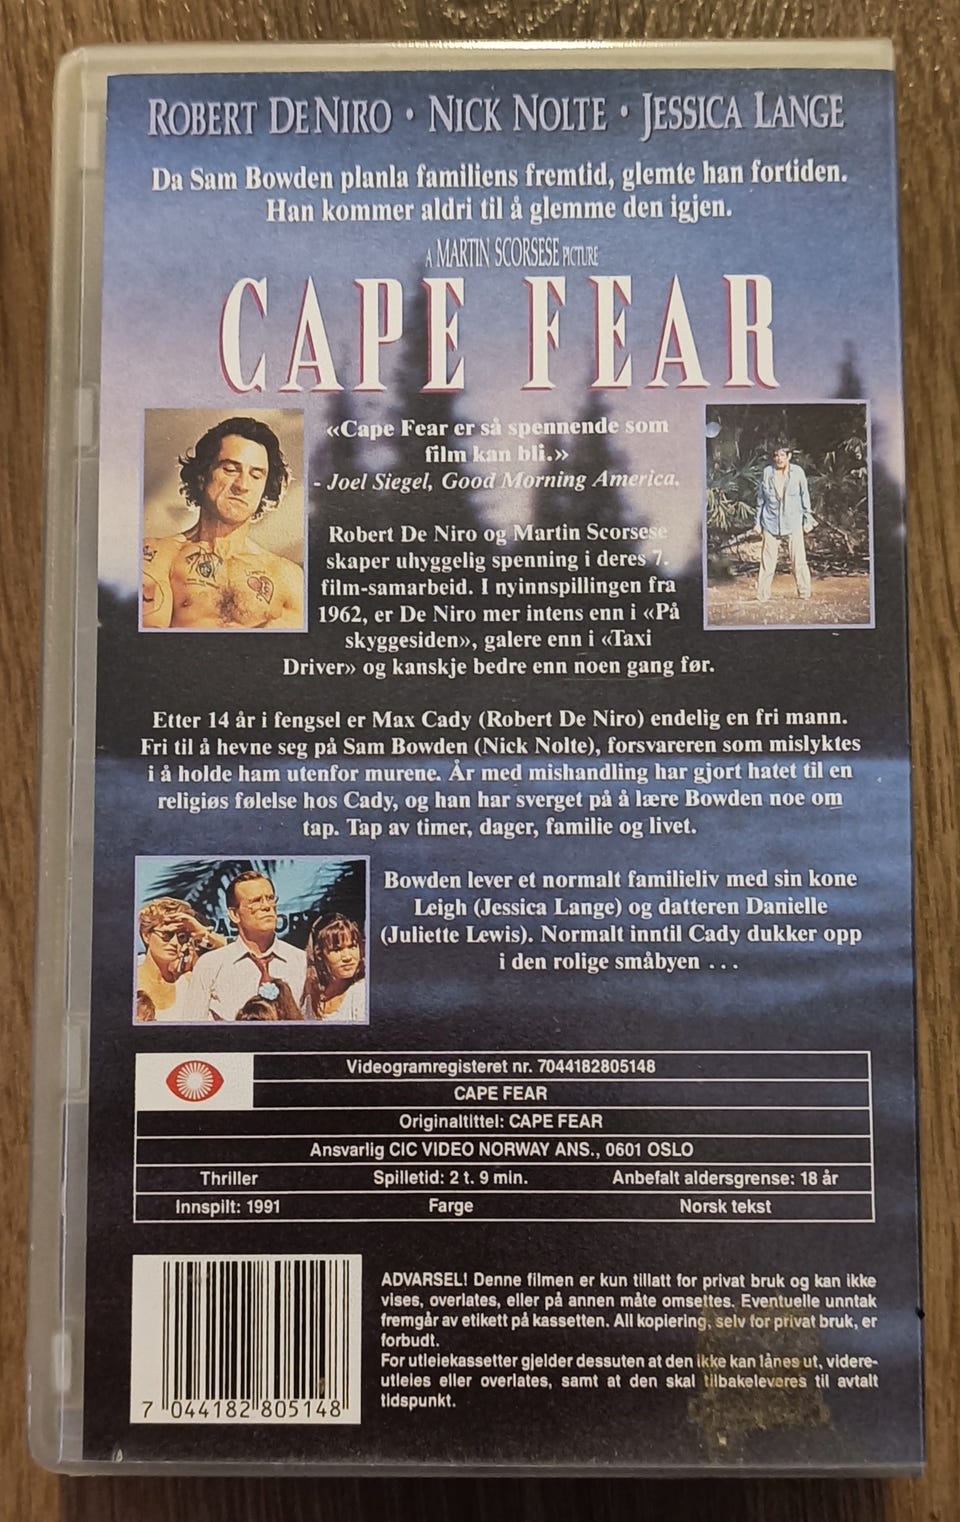 ROBERT DE NIRO • NICK NOLTE • JESSICA LANGE
Da Sam Bowden planla familiens fremtid, glemte han fortiden.
Han kommer aldri til å glemme den igjen.
A MARTIN SCORSESE PICTURE
CAPE FEAR
«Cape Fear er så spennende som
film kan bli.»
- Joel Siegel, Good Morning America.
Robert De Niro og Martin Scorsese
skaper uhyggelig spenning i deres 7.
film-samarbeid. I nyinnspillingen fra
1962, er De Niro mer intens enn i «På
skyggesiden», galere enn i «Taxi
Driver» og kanskje bedre enn noen gang før.
Etter 14 år i fengsel er Max Cady (Robert De Niro) endelig en fri mann.
Fri til å hevne seg på Sam Bowden (Nick Nolte), forsvareren som mislyktes
i å holde ham utenfor murene. År med mishandling har gjort hatet til en
religiøs følelse hos Cady, og han har sverget på å lære Bowden noe om
tap. Tap av timer, dager, familie og livet.
Bowden lever et normalt familieliv med sin kone
Leigh (Jessica Lange) og datteren Danielle
(Juliette Lewis). Normalt inntil Cady dukker opp
i den rolige småbyen . . .
Videogramregisteret nr. 7044182805148
CAPE FEAR
Originaltittel: CAPE FEAR
Ansvarlig CIC VIDEO NORWAY ANS., 0601 OSLO
Thriller Spilletid: 2 t. 9 min. Anbefalt aldersgrense: 18 år
Innspilt: 1991 Farge Norsk tekst
ADVARSEL! Denne filmen er kun tillatt for privat bruk og kan ikke
vises, overlates, eller på annen måte omsettes. Eventuelle unntak
fremgår av etikett på kassetten. All kopiering, selv for privat bruk, er
forbudt.
For utleiekassetter gjelder dessuten at den ikke kan lånes ut, videre-
utleies eller overlates, samt at den skal tilbakeleveres til avtalt
tidspunkt.
7 044182 805148